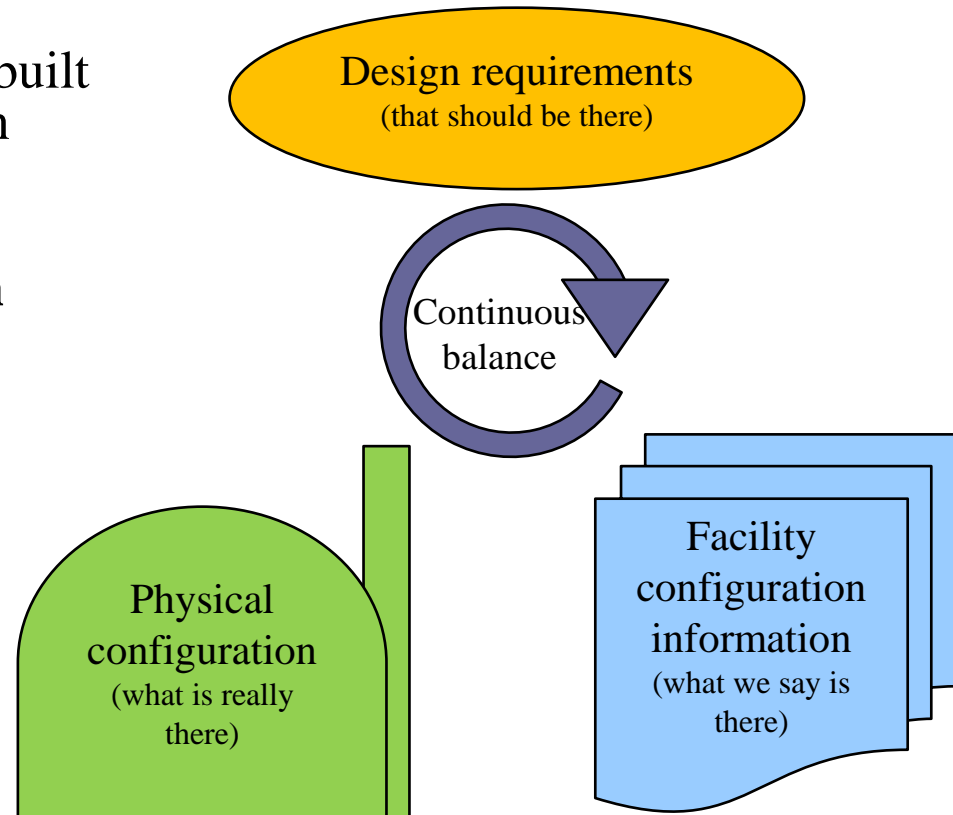 built
Design requirements
(that should be there)
Continuous
balance
Physical
configuration
(what is really
there)
Facility
configuration
information
(what we say is
there)